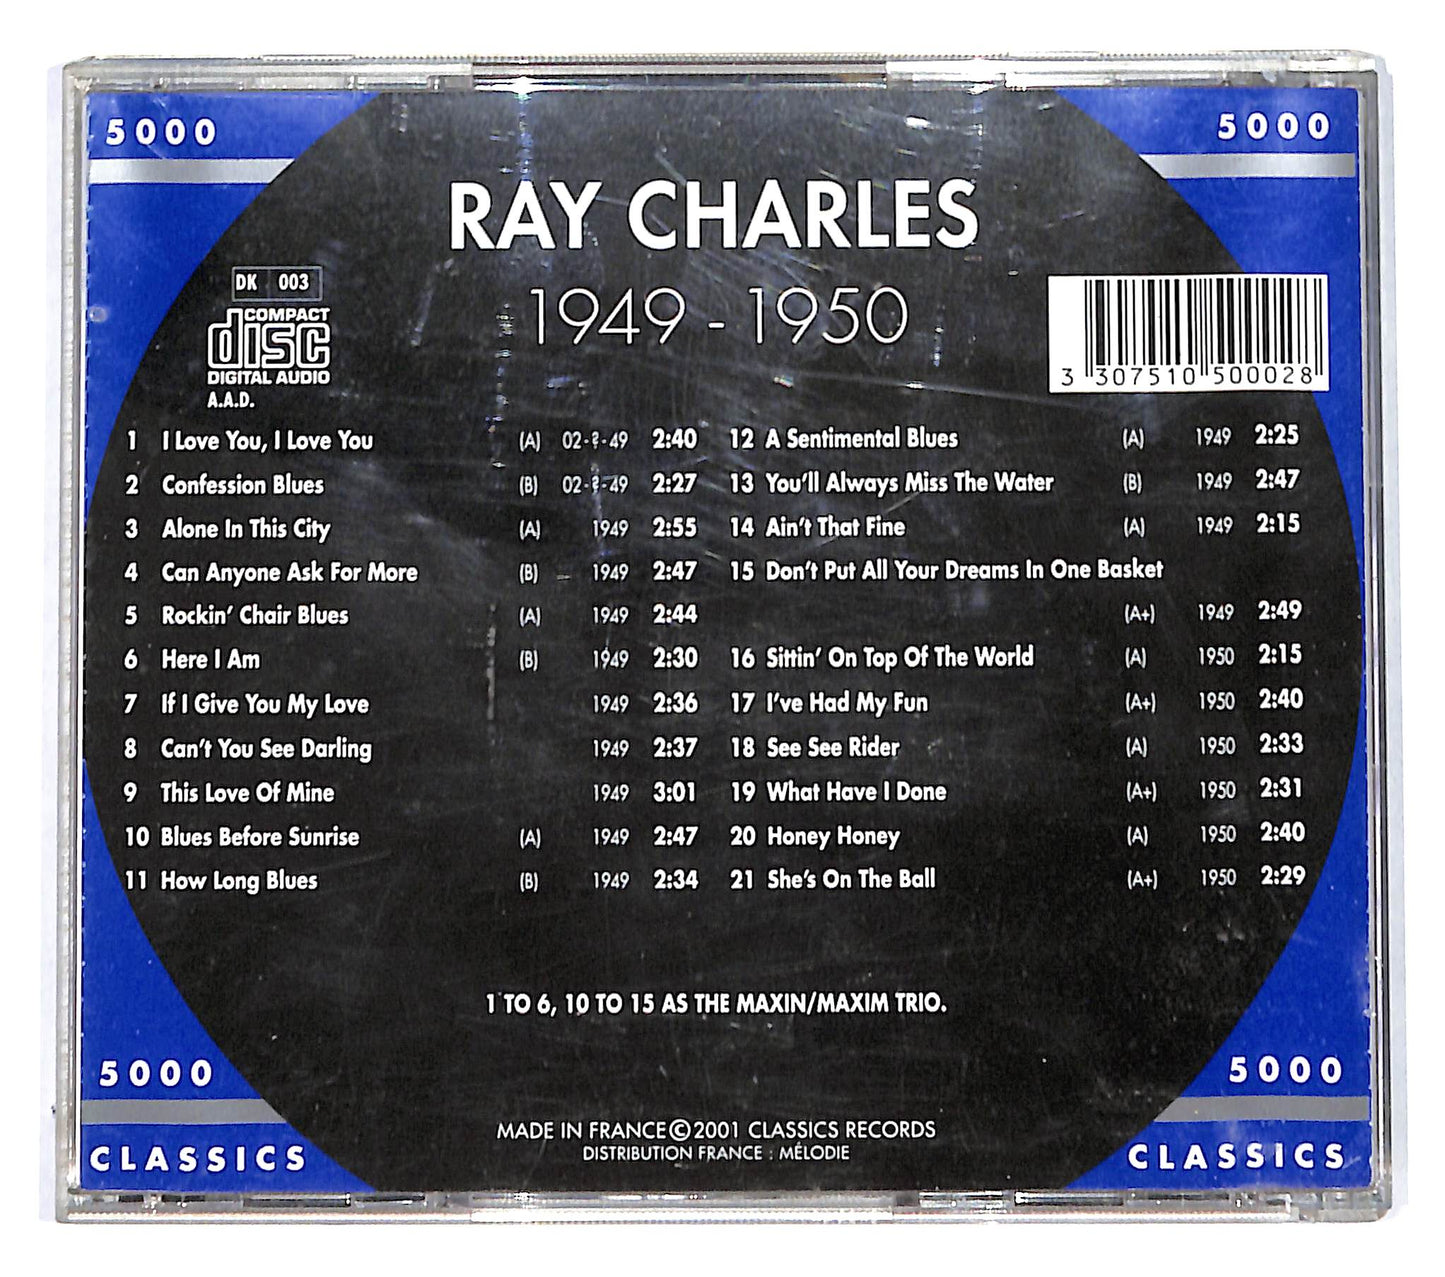 5000 5000
RAY CHARLES
DK 003
1949 - 1950
COMPACT
disc
DIGITAL AUDIO
A.A.D.
3 307510 500028
1 I Love You, I Love You (A) 02-?-49 2:40
2 Confession Blues (B) 02-?-49 2:27
3 Alone In This City (A) 1949 2:55
4 Can Anyone Ask For More (B) 1949 2:47
5 Rockin' Chair Blues (A) 1949 2:44
6 Here I Am (B) 1949 2:30
7 If I Give You My Love 1949 2:36
8 Can't You See Darling 1949 2:37
9 This Love Of Mine 1949 3:01
10 Blues Before Sunrise (A) 1949 2:47
11 How Long Blues (B) 1949 2:34
12 A Sentimental Blues (A) 1949 2:25
13 You'll Always Miss The Water (B) 1949 2:47
14 Ain't That Fine (A) 1949 2:15
15 Don't Put All Your Dreams In One Basket
(A+) 1949 2:49
16 Sittin' On Top Of The World (A) 1950 2:15
17 I've Had My Fun (A+) 1950 2:40
18 See See Rider (A) 1950 2:33
19 What Have I Done (A+) 1950 2:31
20 Honey Honey (A) 1950 2:40
21 She's On The Ball (A+) 1950 2:29
1 TO 6, 10 TO 15 AS THE MAXIN/MAXIM TRIO.
5000 5000
MADE IN FRANCE©2001 CLASSICS RECORDS
DISTRIBUTION FRANCE : MÉLODIE
CLASSICS CLASSICS